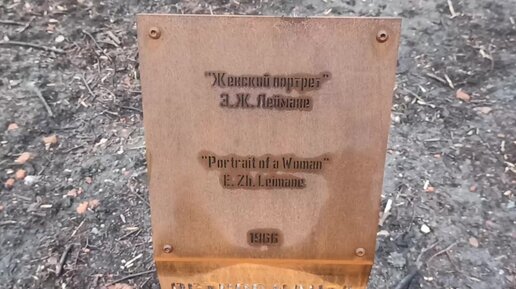 "Женский портрет"
Э. Ж. Леймане
"Portrait of a Woman"
E. Zh. Leimane
1966